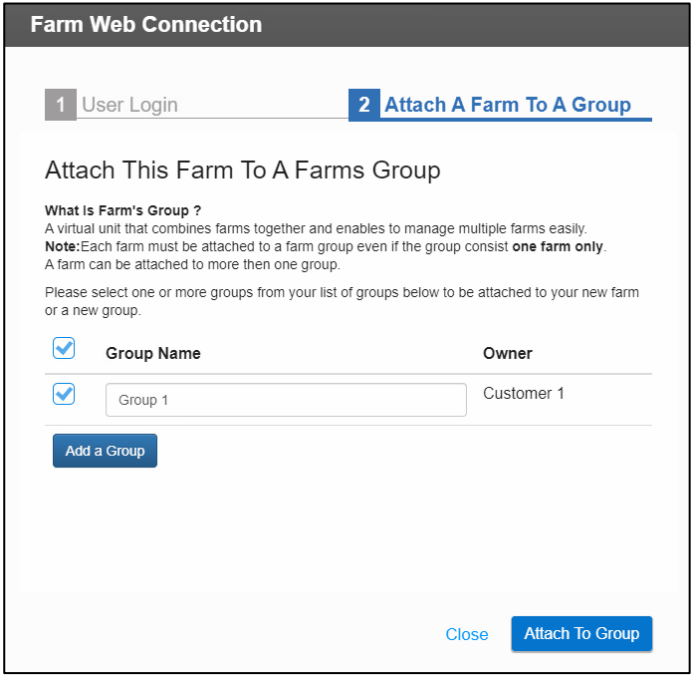 Farm Web Connection
1 User Login
2 Attach A Farm To A Group
Attach This Farm To A Farms Group
What Is Farm's Group ?
A virtual unit that combines farms together and enables to manage multiple farms easily.
Note:Each farm must be attached to a farm group even if the group consist one farm only.
A farm can be attached to more then one group.
Please select one or more groups from your list of groups below to be attached to your new farm
or a new group.
Group Name Owner
Group 1 Customer 1
Add a Group
Close Attach To Group